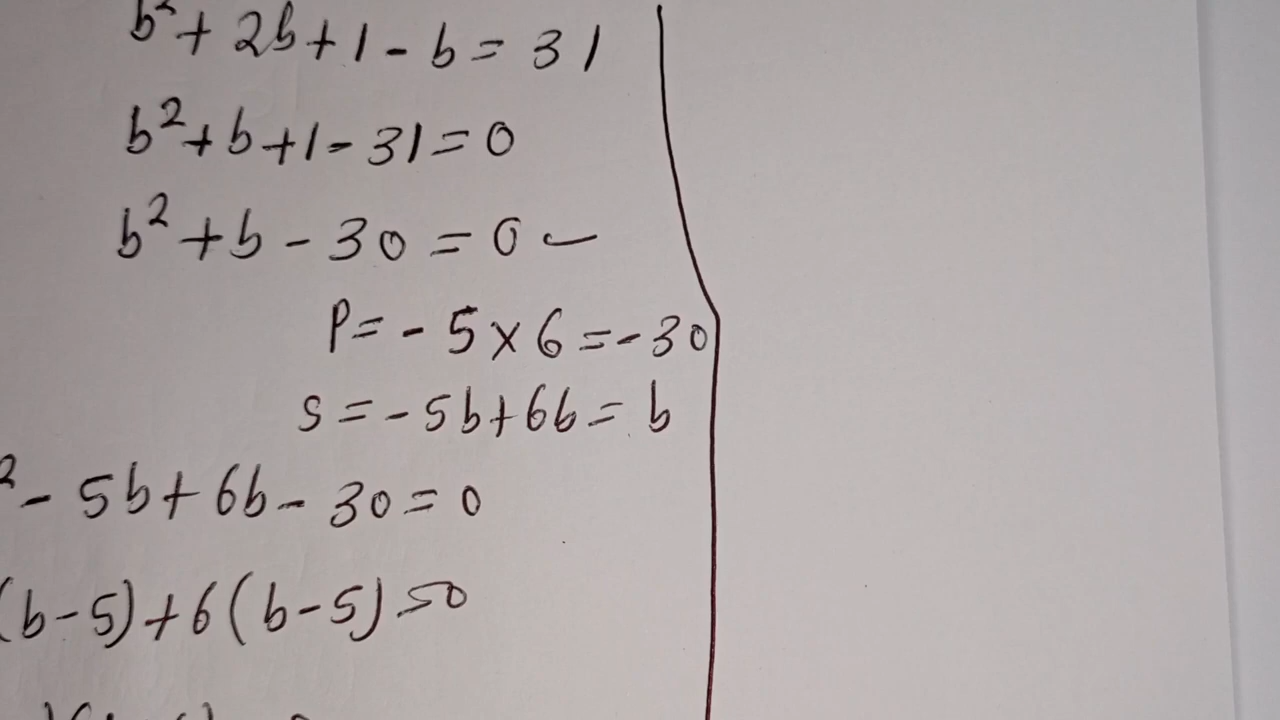 b² + 2b + 1 - b = 31
b² + b + 1 - 31 = 0
b² + b - 30 = 0 -
P = - 5 × 6 = - 30
S = - 5b + 6b = b
² - 5b + 6b - 30 = 0
(b - 5) + 6 (b - 5) = 0